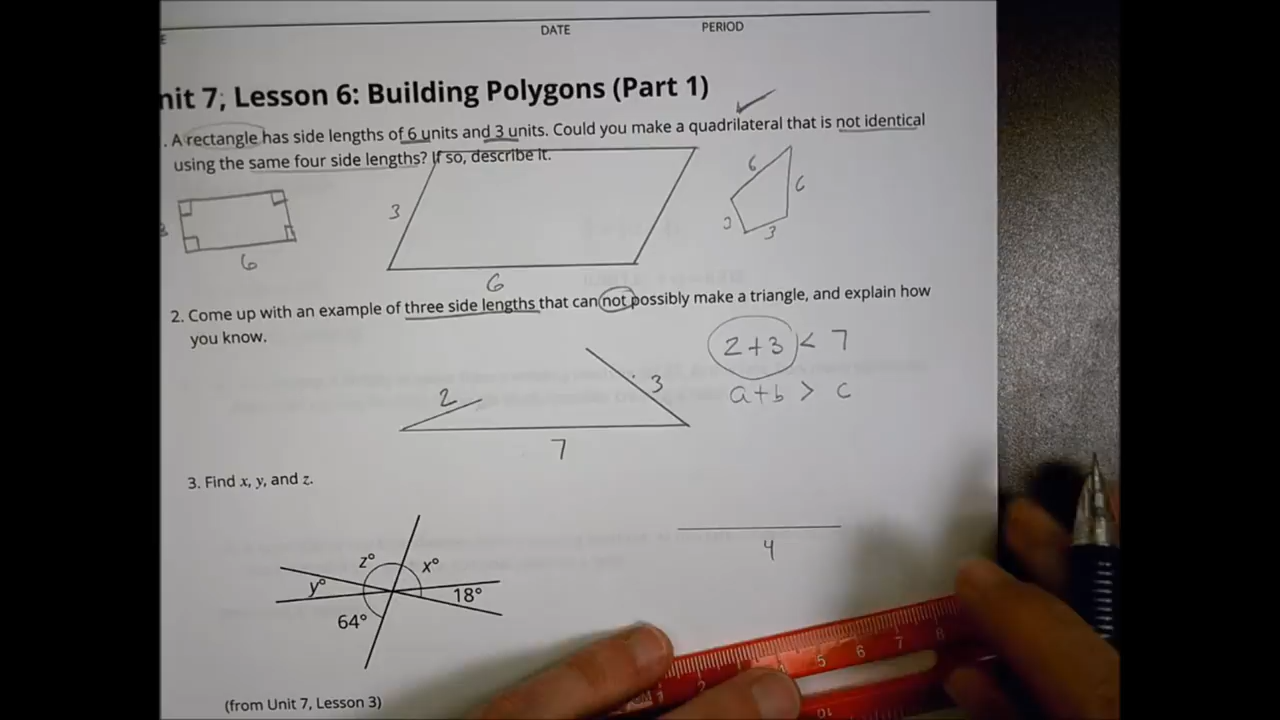 DATE PERIOD
nit 7, Lesson 6: Building Polygons (Part 1)
. A rectangle has side lengths of 6 units and 3 units. Could you make a quadrilateral that is not identical
using the same four side lengths? If so, describe it.
6
3
6
6
6
3
2. Come up with an example of three side lengths that can not possibly make a triangle, and explain how
you know.
2+3 < 7
a+b > c
2
3
7
3. Find x, y, and z.
4
z°
x°
y°
18°
64°
5 6 7 8
(from Unit 7, Lesson 3)